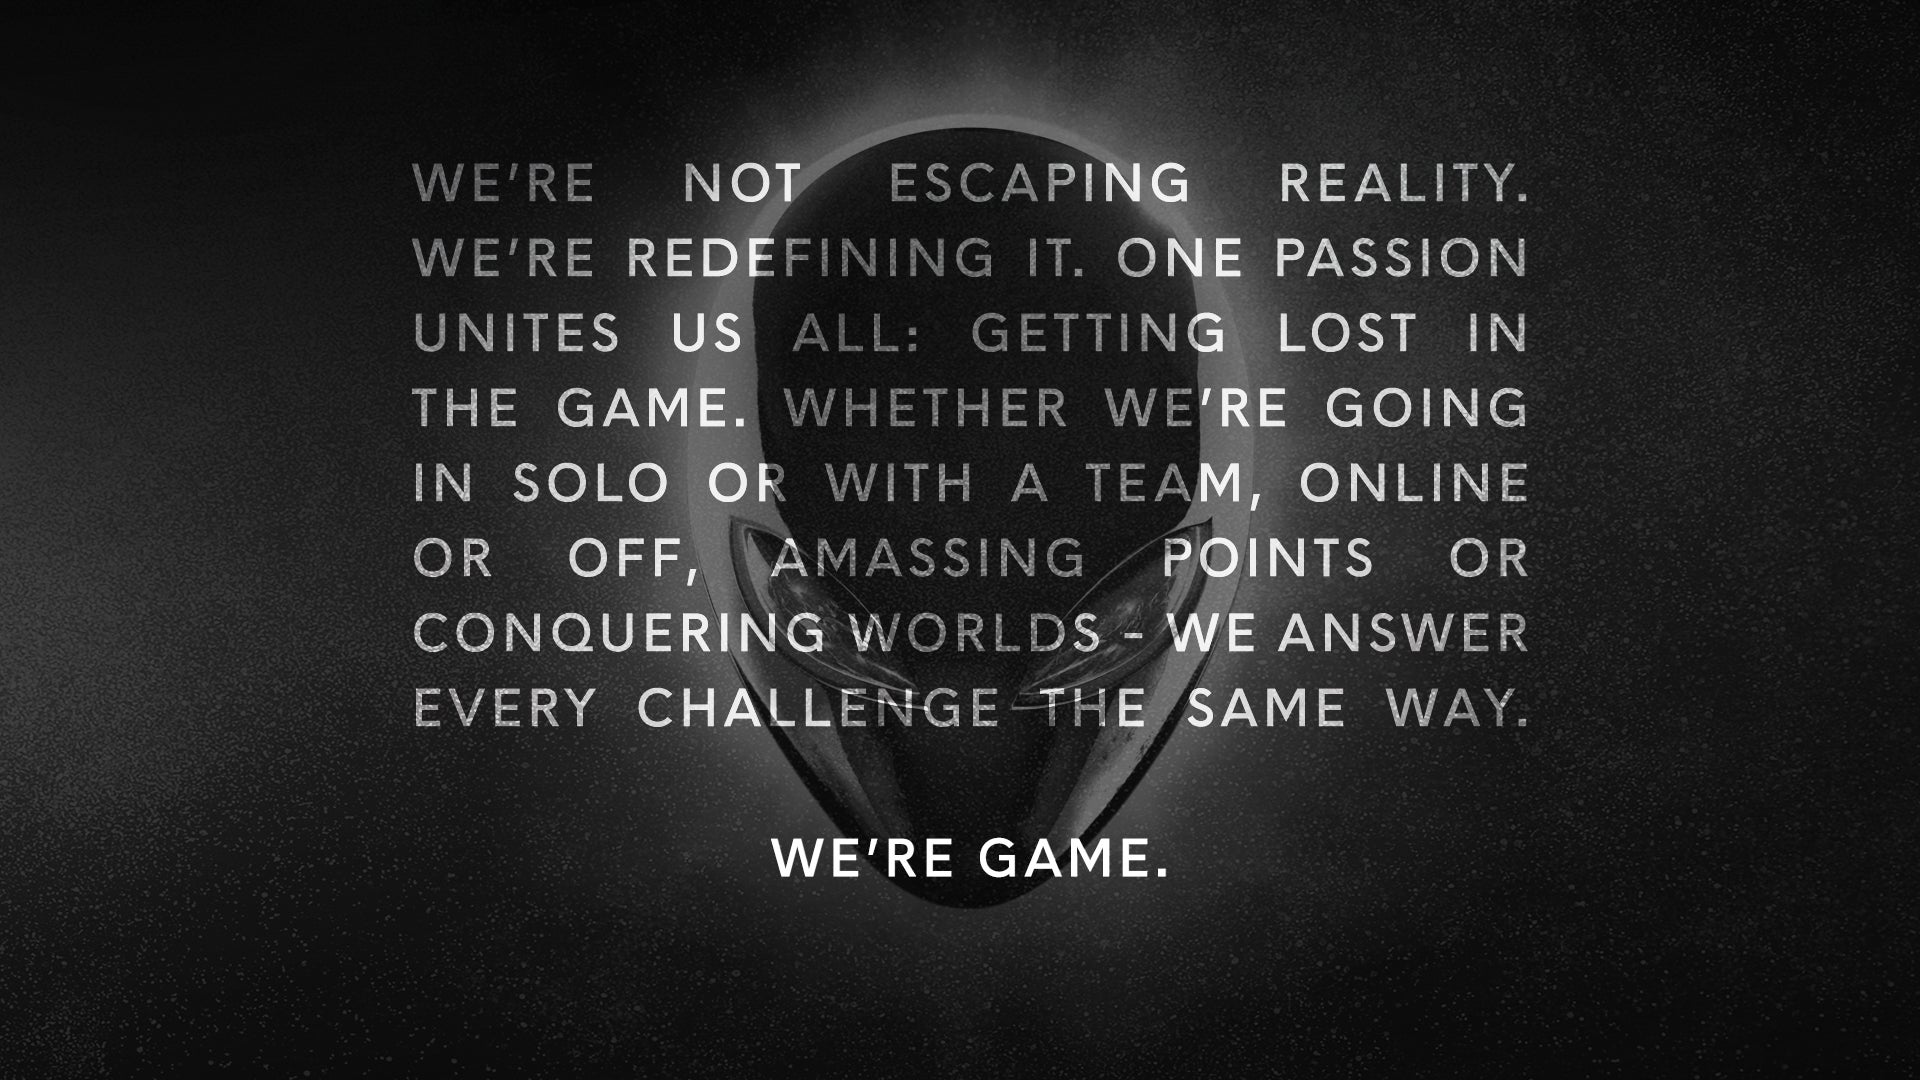 WE'RE NOT ESCAPING REALITY.
WE'RE REDEFINING IT. ONE PASSION
UNITES US ALL: GETTING LOST IN
THE GAME. WHETHER WE'RE GOING
IN SOLO OR WITH A TEAM, ONLINE
OR OFF, AMASSING POINTS OR
CONQUERING WORLDS - WE ANSWER
EVERY CHALLENGE THE SAME WAY.
WE'RE GAME.